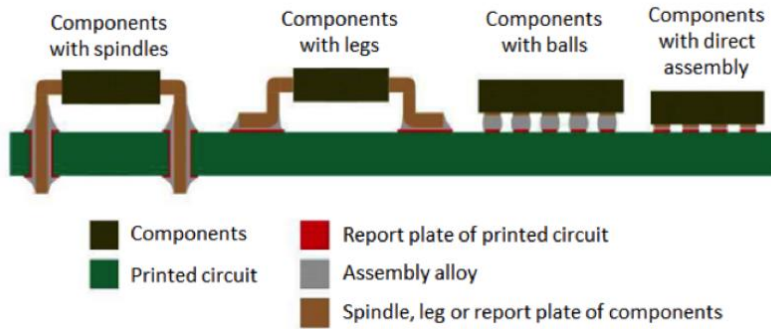 Components
with spindles
Components
with legs
Components
with balls
Components
with direct
assembly
Components
Report plate of printed circuit
Printed circuit
Assembly alloy
Spindle, leg or report plate of components